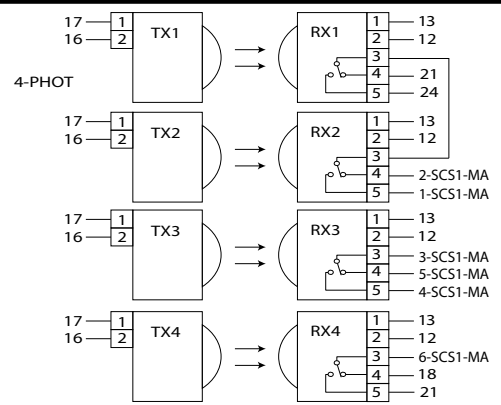 17 1 TX1 RX1 1 13
16 2 2 12
3
4-PHOT 4 21
5 24
17 1 TX2 RX2 1 13
16 2 2 12
3
4 2-SCS1-MA
5 1-SCS1-MA
17 1 TX3 RX3 1 13
16 2 2 12
3 3-SCS1-MA
4 5-SCS1-MA
5 4-SCS1-MA
17 1 TX4 RX4 1 13
16 2 2 12
3 6-SCS1-MA
4 18
5 21